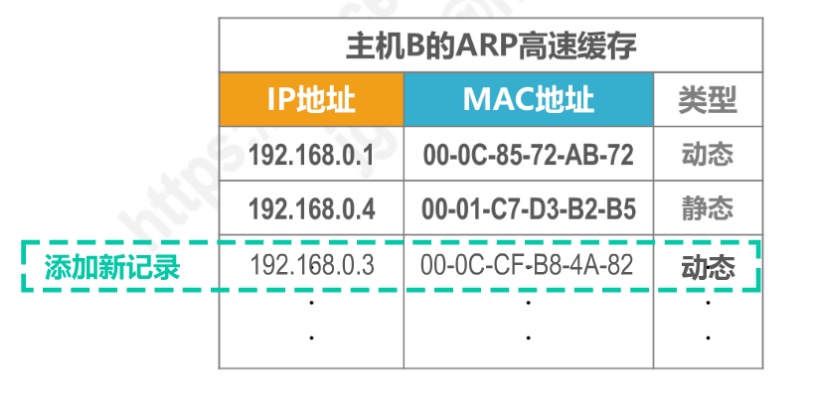 主机B的ARP高速缓存
IP地址 MAC地址 类型
192.168.0.1 00-0C-85-72-AB-72 动态
192.168.0.4 00-01-C7-D3-B2-B5 静态
添加新记录 192.168.0.3 00-0C-CF-B8-4A-82 动态
. . .
. . .
https: